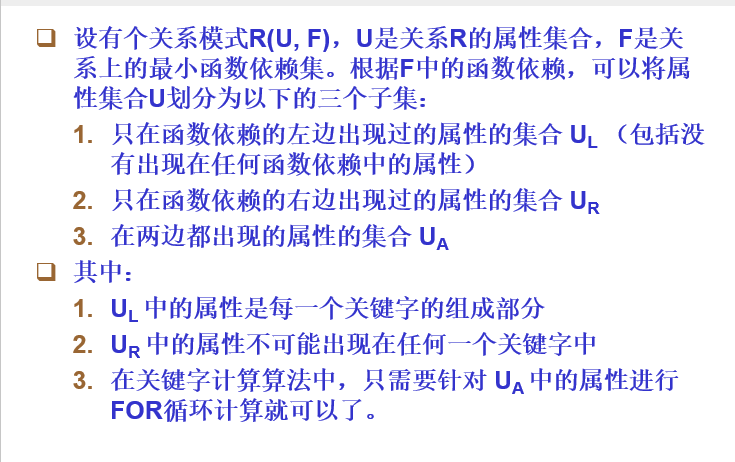 设有个关系模式R(U, F)，U是关系R的属性集合，F是关
系上的最小函数依赖集。根据F中的函数依赖，可以将属
性集合U划分为以下的三个子集：
1. 只在函数依赖的左边出现过的属性的集合 UL （包括没
有出现在任何函数依赖中的属性）
2. 只在函数依赖的右边出现过的属性的集合 UR
3. 在两边都出现的属性的集合 UA
其中：
1. UL 中的属性是每一个关键字的组成部分
2. UR 中的属性不可能出现在任何一个关键字中
3. 在关键字计算算法中，只需要针对 UA 中的属性进行
FOR循环计算就可以了。